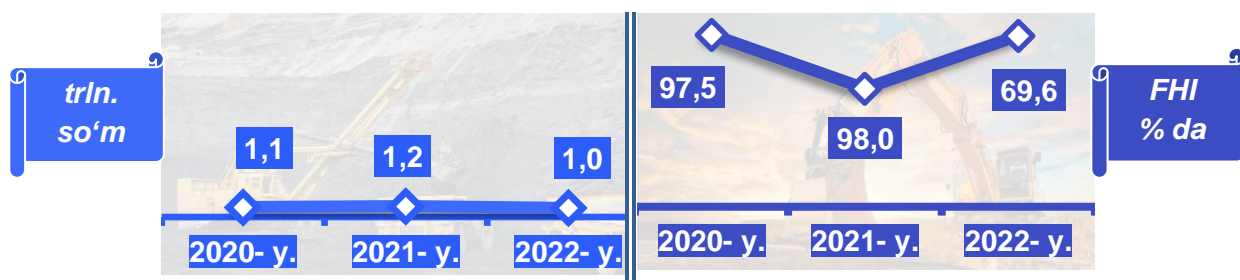 trln.
so‘m
1,1
1,2
1,0
2020- y.
2021- y.
2022- y.
97,5
98,0
69,6
2020- y.
2021- y.
2022- y.
FHI
% da